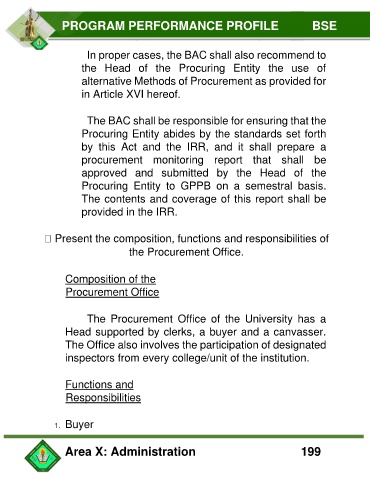 PROGRAM PERFORMANCE PROFILE BSE
In proper cases, the BAC shall also recommend to
the Head of the Procuring Entity the use of
alternative Methods of Procurement as provided for
in Article XVI hereof.
The BAC shall be responsible for ensuring that the
Procuring Entity abides by the standards set forth
by this Act and the IRR, and it shall prepare a
procurement monitoring report that shall be
approved and submitted by the Head of the
Procuring Entity to GPPB on a semestral basis.
The contents and coverage of this report shall be
provided in the IRR.
Present the composition, functions and responsibilities of
the Procurement Office.
Composition of the
Procurement Office
The Procurement Office of the University has a
Head supported by clerks, a buyer and a canvasser.
The Office also involves the participation of designated
inspectors from every college/unit of the institution.
Functions and
Responsibilities
1. Buyer
Area X: Administration 199